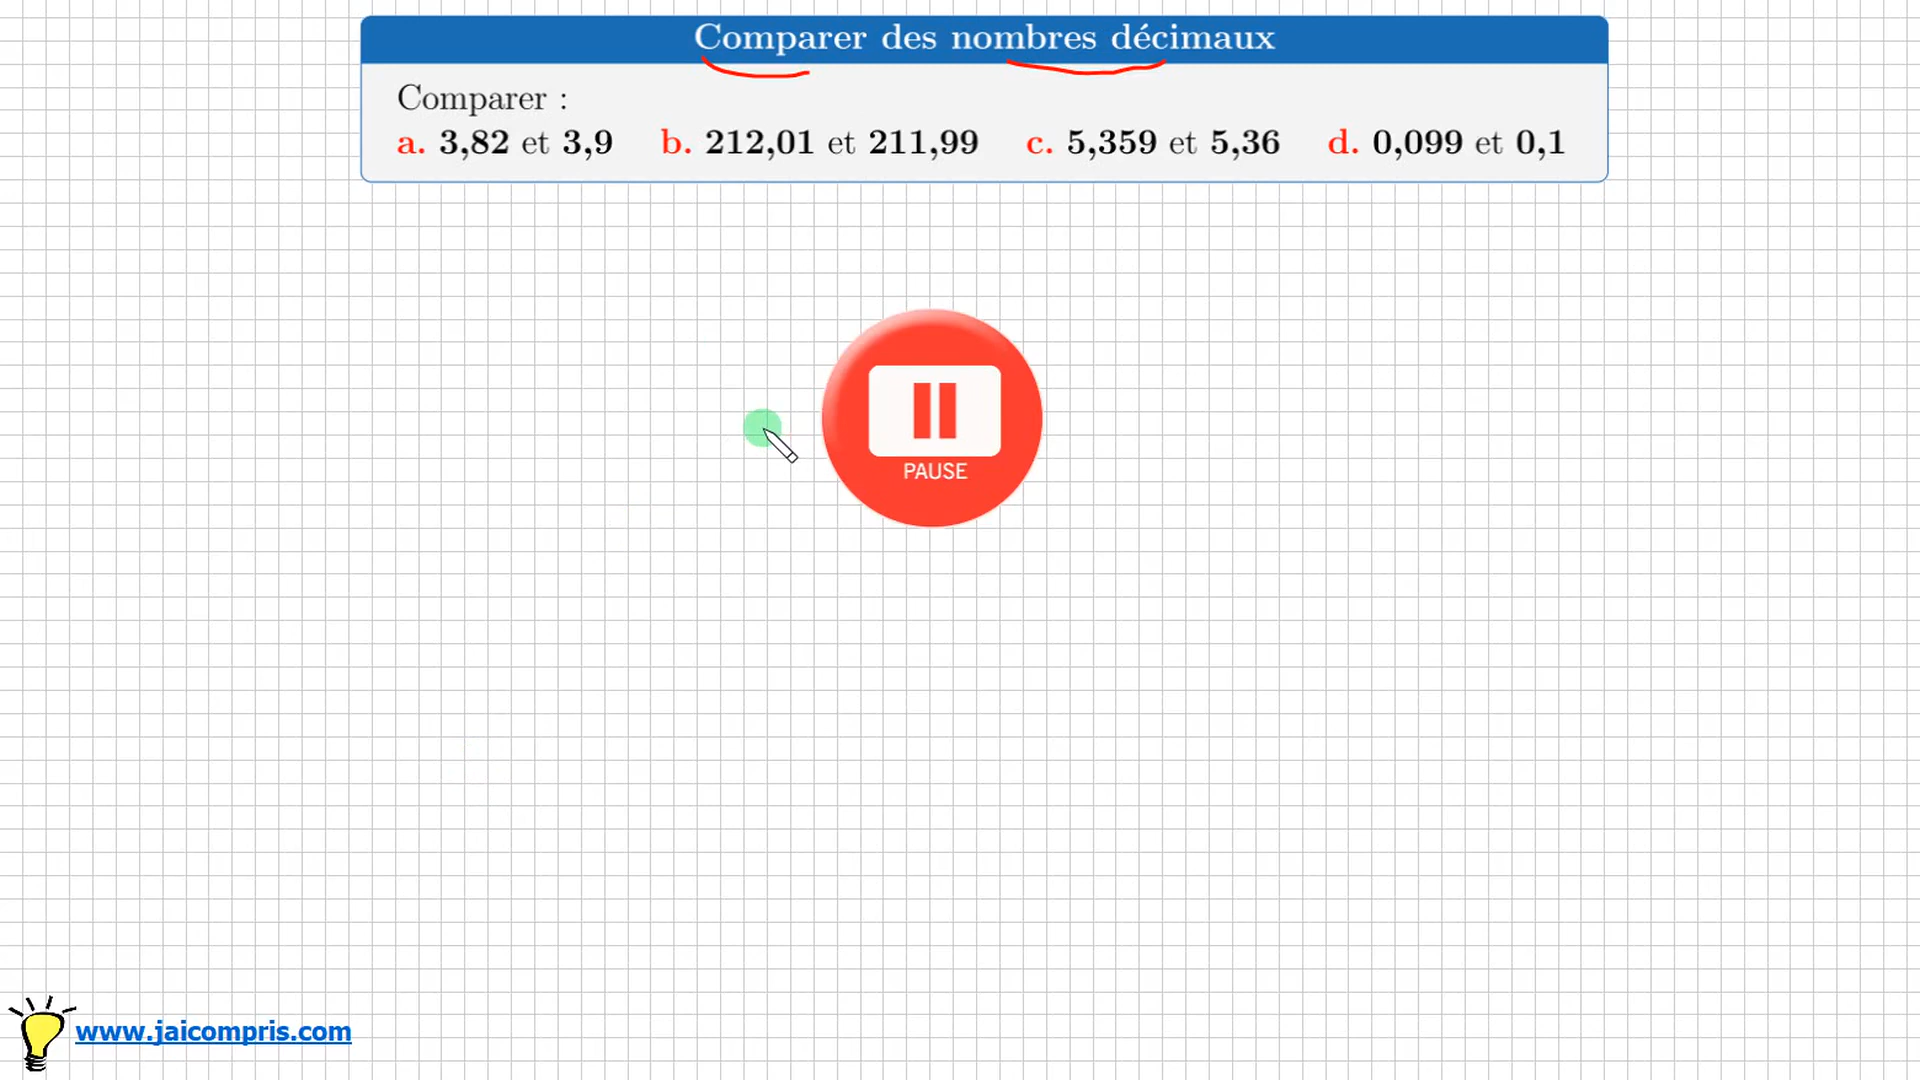 Comparer des nombres décimaux
Comparer :
a. 3,82 et 3,9 b. 212,01 et 211,99 c. 5,359 et 5,36 d. 0,099 et 0,1
PAUSE
www.jaicompris.com